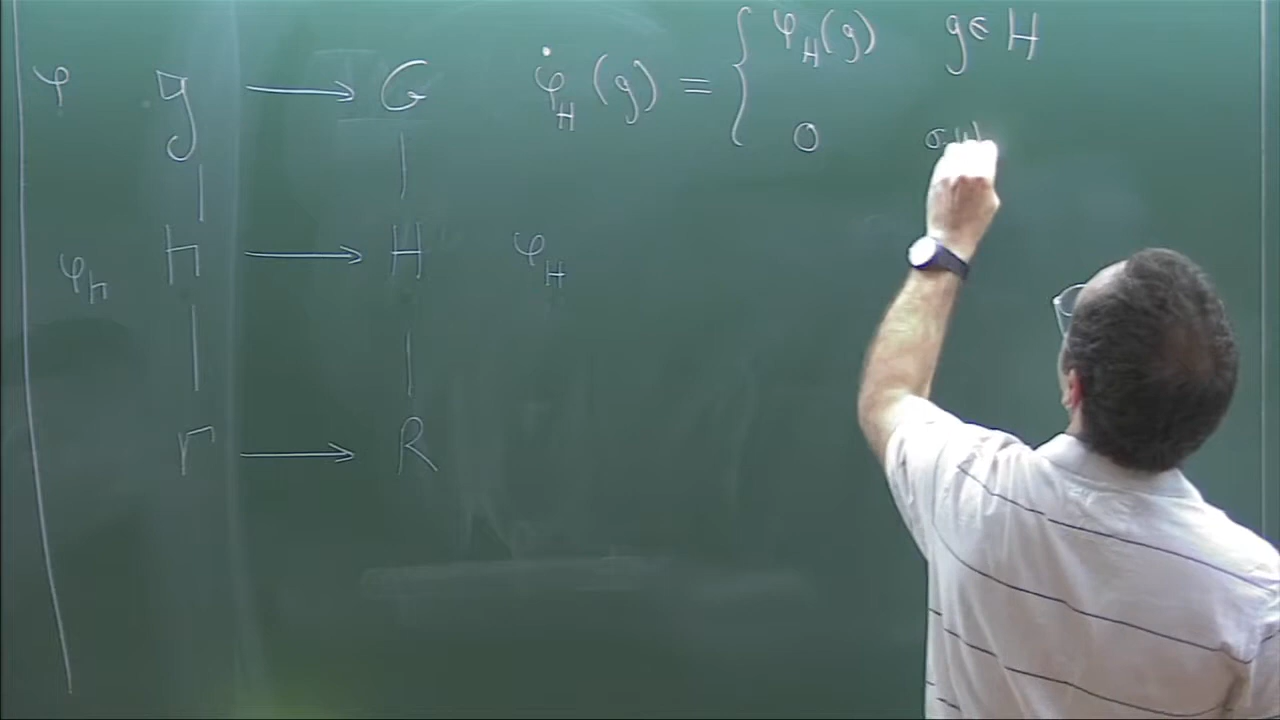 φ g → G
φ̇_H (g) = { φ_H(g) g ∈ H
0
φ_h h → H φ_H
r → R